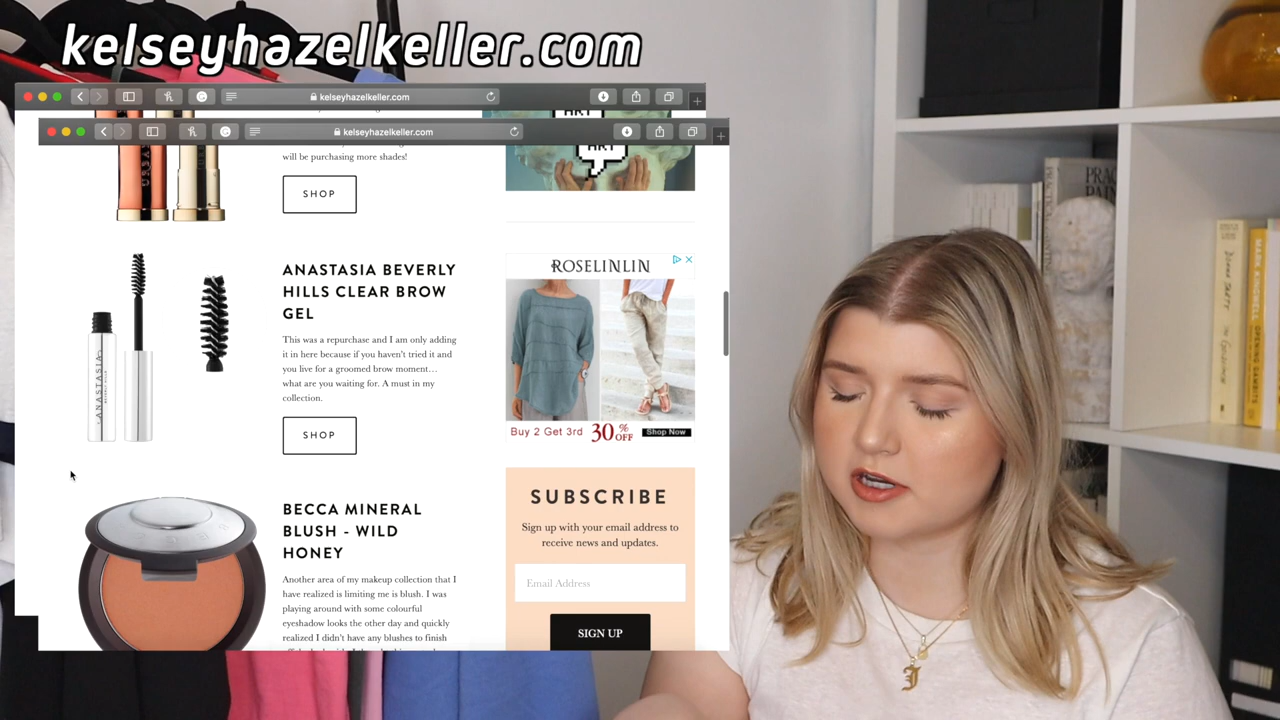 kelseyhazelkeller.com
kelseyhazelkeller.com
kelseyhazelkeller.com
will be purchasing more shades!
SHOP
ANASTASIA BEVERLY
HILLS CLEAR BROW
GEL
This was a repurchase and I am only adding
it in here because if you haven't tried it and
you live for a groomed brow moment…
what are you waiting for. A must in my
collection.
SHOP
ANASTASIA
BECCA MINERAL
BLUSH - WILD
HONEY
Another area of my makeup collection that I
have realized is limiting me is blush. I was
playing around with some colourful
eyeshadow looks the other day and quickly
realized I didn't have any blushes to finish
ART
ROSELINLIN
Buy 2 Get 3rd 30% OFF Shop Now
SUBSCRIBE
Sign up with your email address to
receive news and updates.
Email Address
SIGN UP
DONNA TARTT